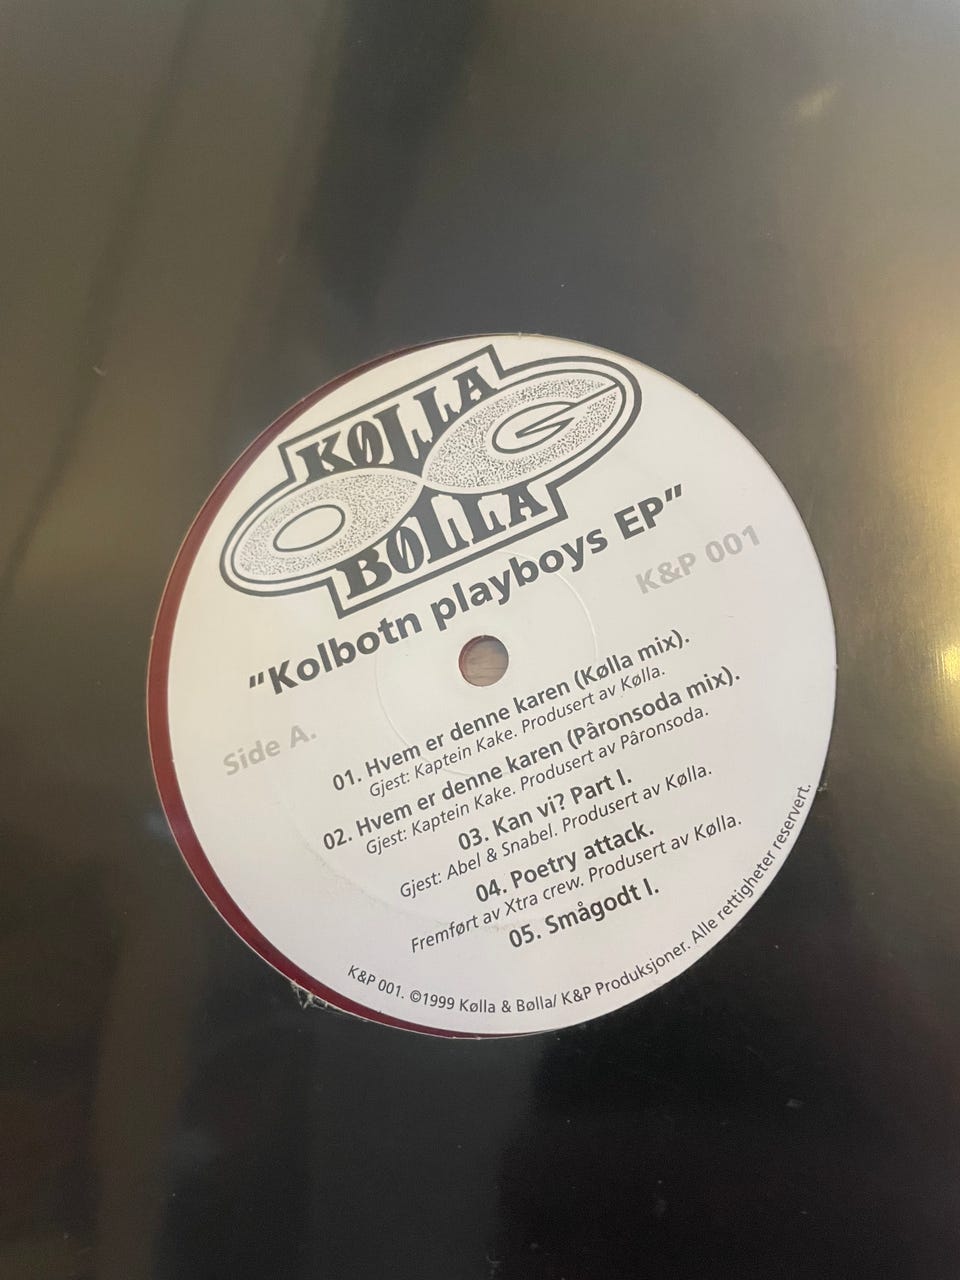 KØLLA
OG
BØLLA
"Kolbotn playboys EP"
K&P 001
Side A.
01. Hvem er denne karen (Kølla mix).
Gjest: Kaptein Kake. Produsert av Kølla.
02. Hvem er denne karen (Pâronsoda mix).
Gjest: Kaptein Kake. Produsert av Pâronsoda.
03. Kan vi? Part I.
Gjest: Abel & Snabel. Produsert av Kølla.
04. Poetry attack.
Fremført av Xtra crew. Produsert av Kølla.
05. Smågodt I.
K&P 001. ©1999 Kølla & Bølla/ K&P Produksjoner. Alle rettigheter reservert.